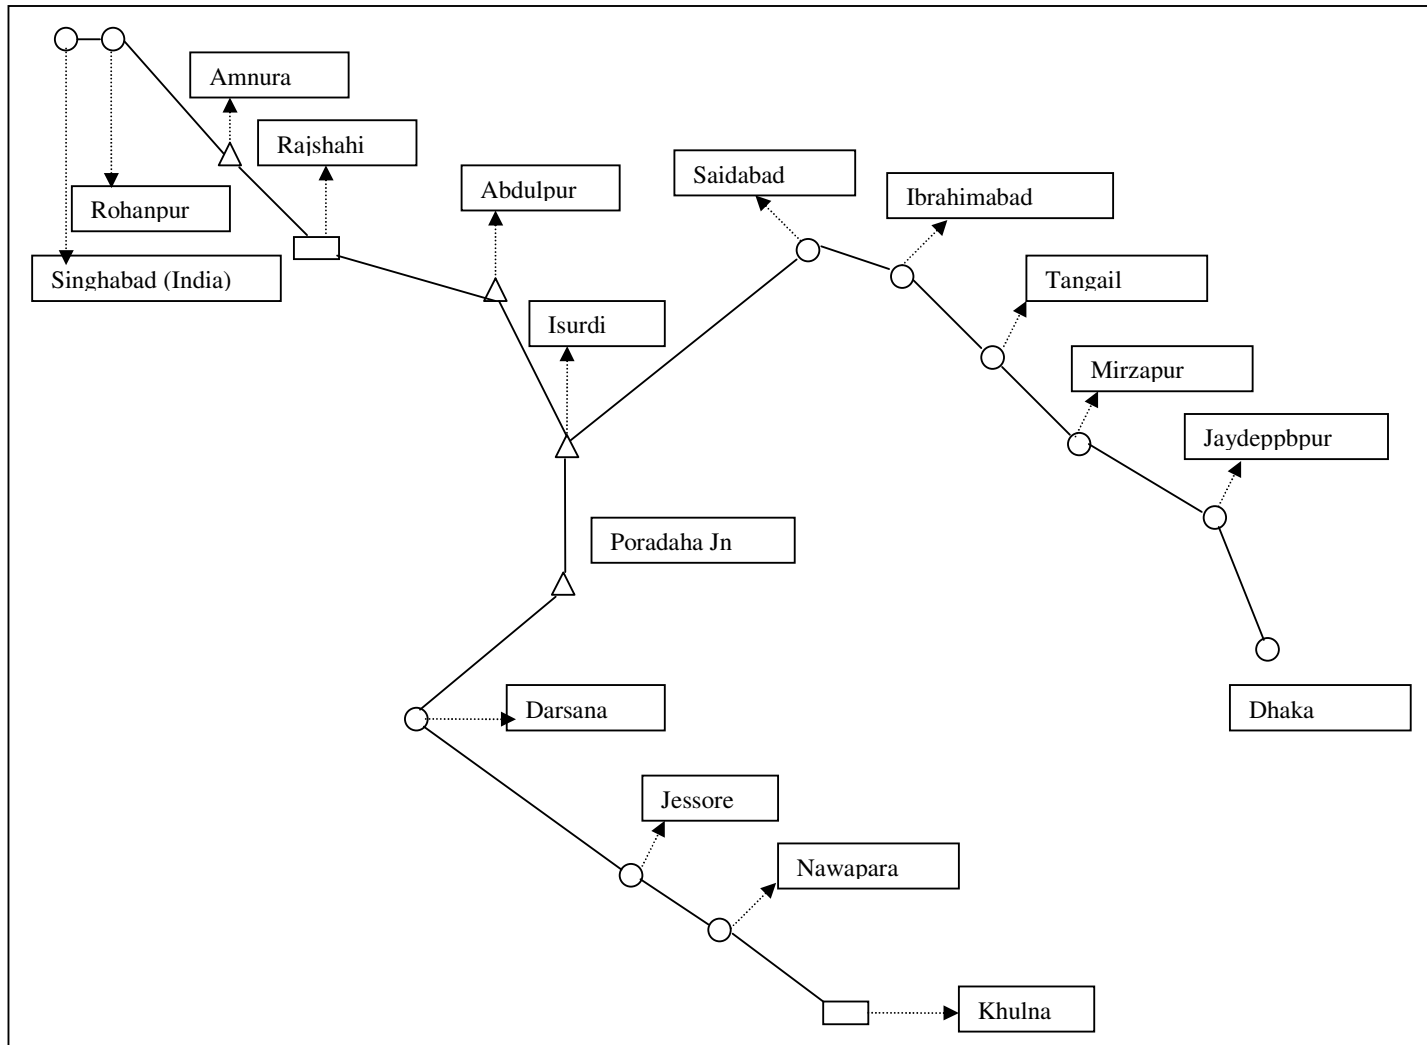 Amnura
Rajshahi
Saidabad
Abdulpur
Ibrahimabad
Rohanpur
Singhabad (India)
Tangail
Isurdi
Mirzapur
Jaydeppbpur
Poradaha Jn
Darsana
Dhaka
Jessore
Nawapara
Khulna